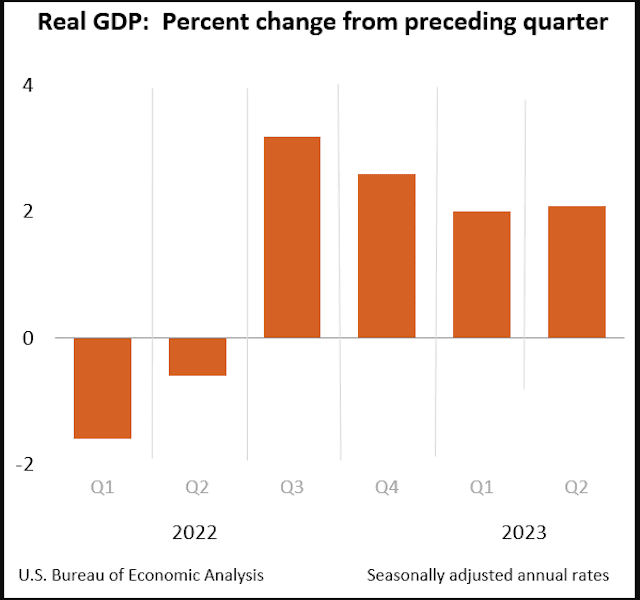 Real GDP:  Percent change from preceding quarter
4
2
0
-2
Q1 Q2 Q3 Q4 Q1 Q2
2022 2023
U.S. Bureau of Economic Analysis Seasonally adjusted annual rates